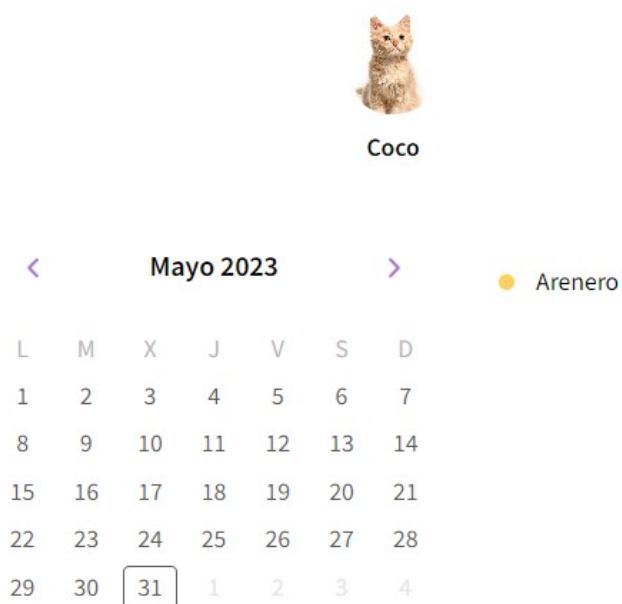 Coco
Mayo 2023
Arenero
L M X J V S D
1 2 3 4 5 6 7
8 9 10 11 12 13 14
15 16 17 18 19 20 21
22 23 24 25 26 27 28
29 30 31 1 2 3 4